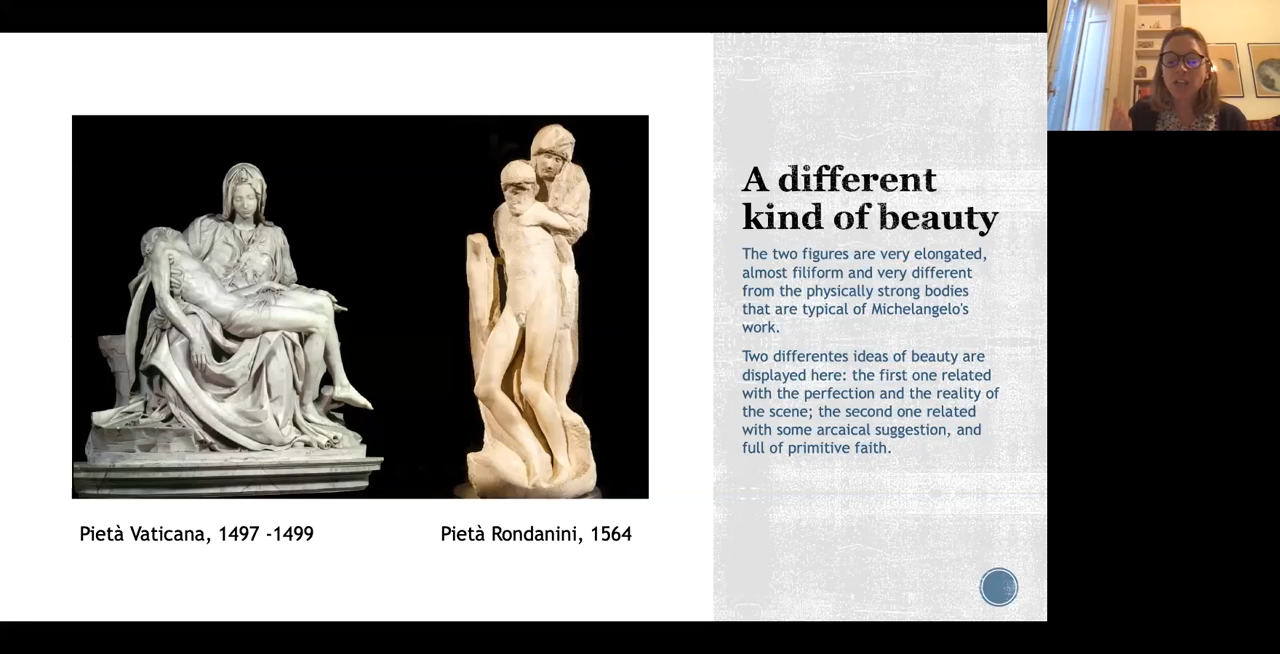 A different
kind of beauty
The two figures are very elongated,
almost filiform and very different
from the physically strong bodies
that are typical of Michelangelo's
work.
Two differentes ideas of beauty are
displayed here: the first one related
with the perfection and the reality of
the scene; the second one related
with some arcaical suggestion, and
full of primitive faith.
Pietà Vaticana, 1497 -1499
Pietà Rondanini, 1564